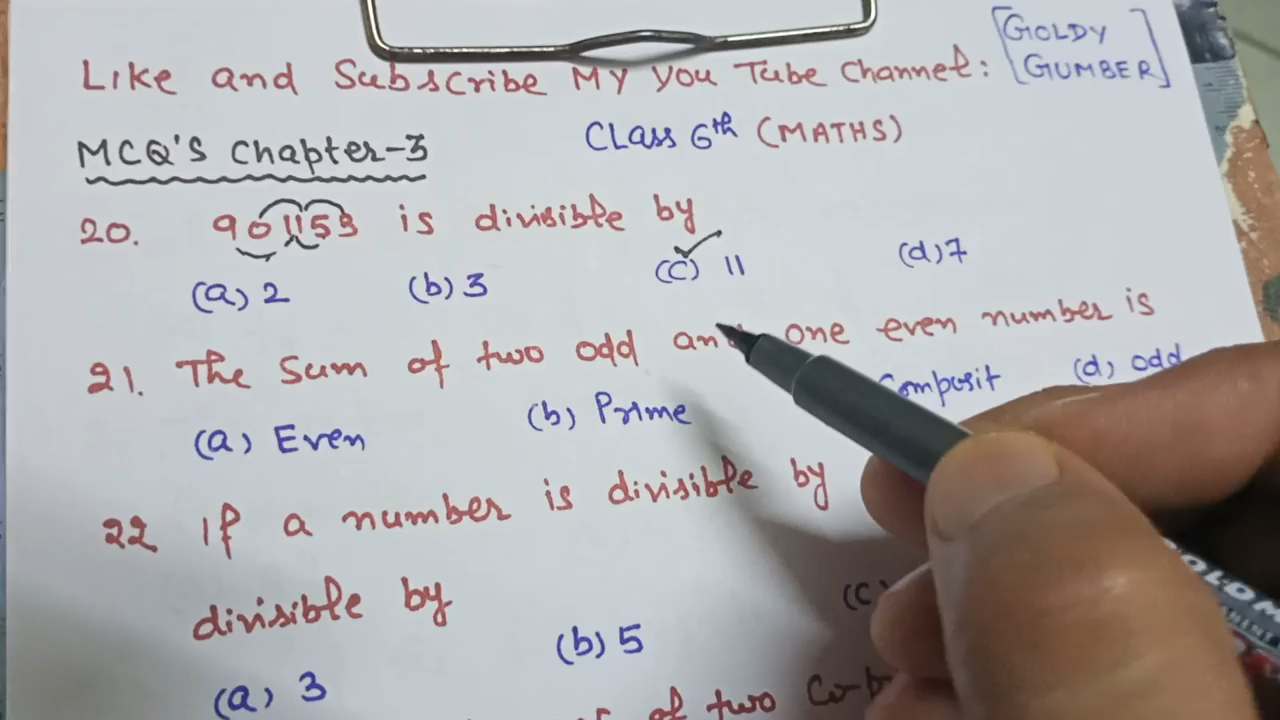 Like and Subscribe My You Tube Channel: [GOLDY GUMBER]
MCQ'S Chapter-3 Class 6th (MATHS)
20. 901153 is divisible by
(a) 2 (b) 3 (c) 11 (d) 7
21. The Sum of two odd and one even number is
(a) Even (b) Prime Composit (d) odd
22 If a number is divisible by
divisible by
(a) 3 (b) 5 (c)
of two